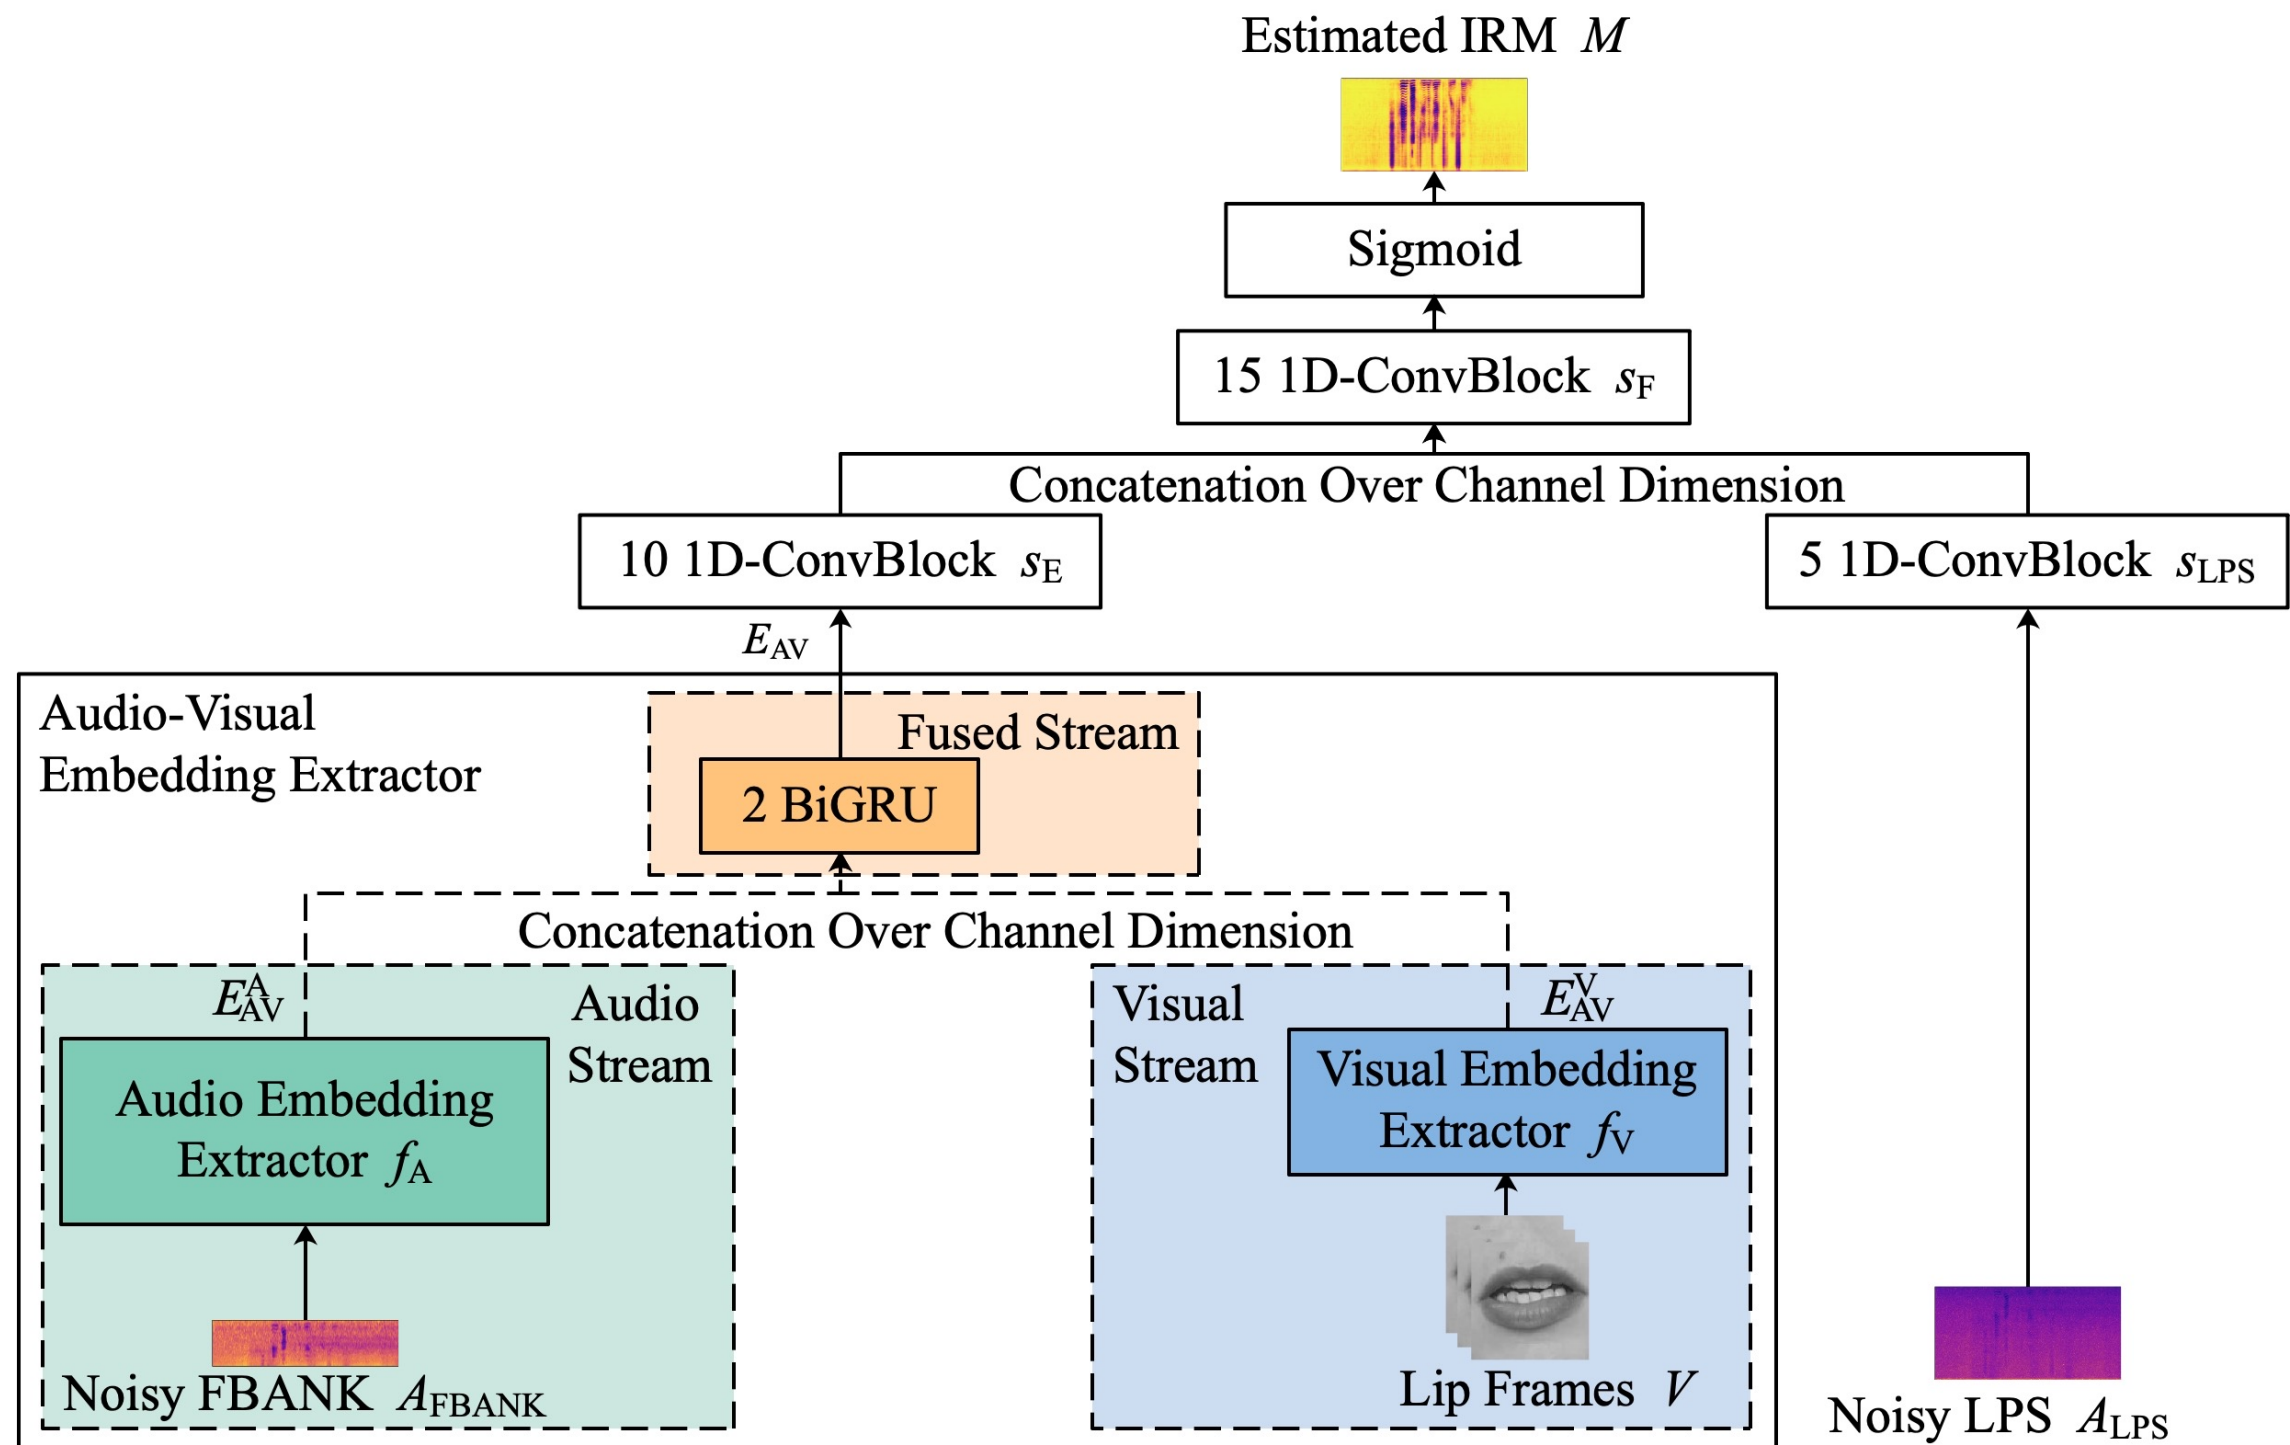 Estimated IRM M
Sigmoid
15 1D-ConvBlock sF
Concatenation Over Channel Dimension
10 1D-ConvBlock sE
5 1D-ConvBlock sLPS
EAV
Audio-Visual
Embedding Extractor
Fused Stream
2 BiGRU
Concatenation Over Channel Dimension
E^A_AV
Audio
Stream
Audio Embedding
Extractor fA
Noisy FBANK AFBANK
Visual
Stream
E^V_AV
Visual Embedding
Extractor fV
Lip Frames V
Noisy LPS ALPS